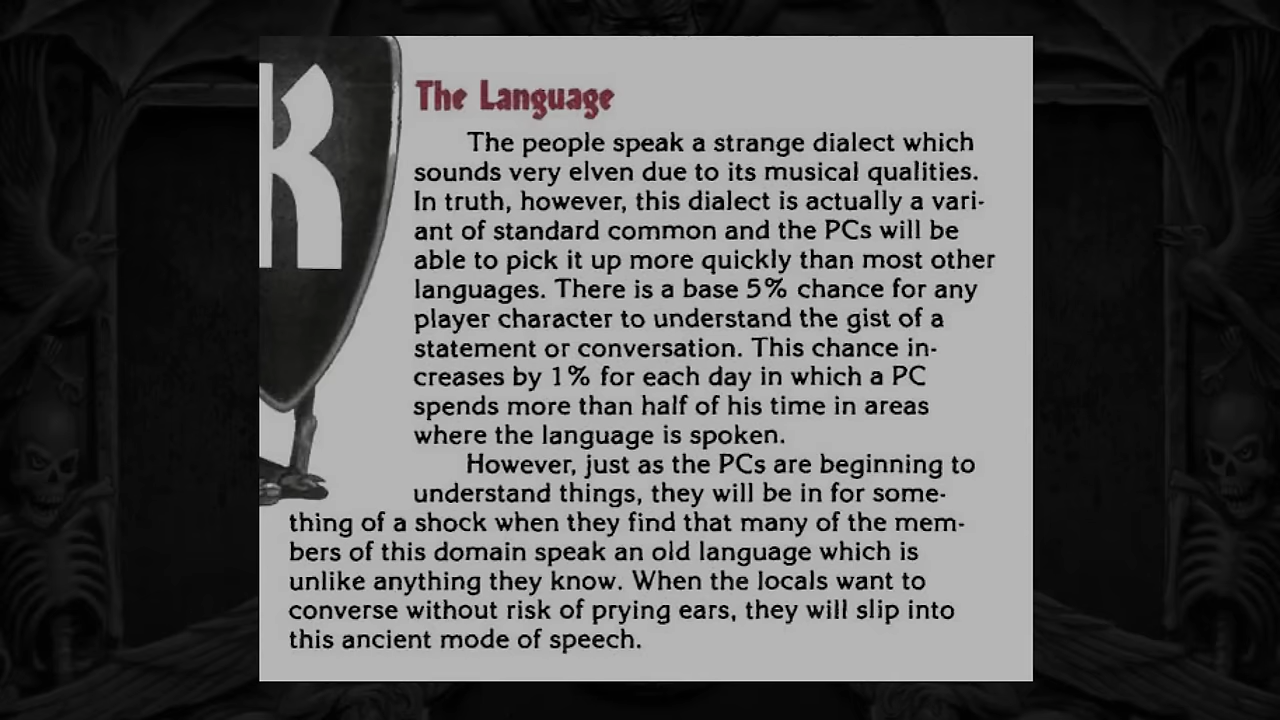 The Language
The people speak a strange dialect which
sounds very elven due to its musical qualities.
In truth, however, this dialect is actually a vari-
ant of standard common and the PCs will be
able to pick it up more quickly than most other
languages. There is a base 5% chance for any
player character to understand the gist of a
statement or conversation. This chance in-
creases by 1% for each day in which a PC
spends more than half of his time in areas
where the language is spoken.
However, just as the PCs are beginning to
understand things, they will be in for some-
thing of a shock when they find that many of the mem-
bers of this domain speak an old language which is
unlike anything they know. When the locals want to
converse without risk of prying ears, they will slip into
this ancient mode of speech.